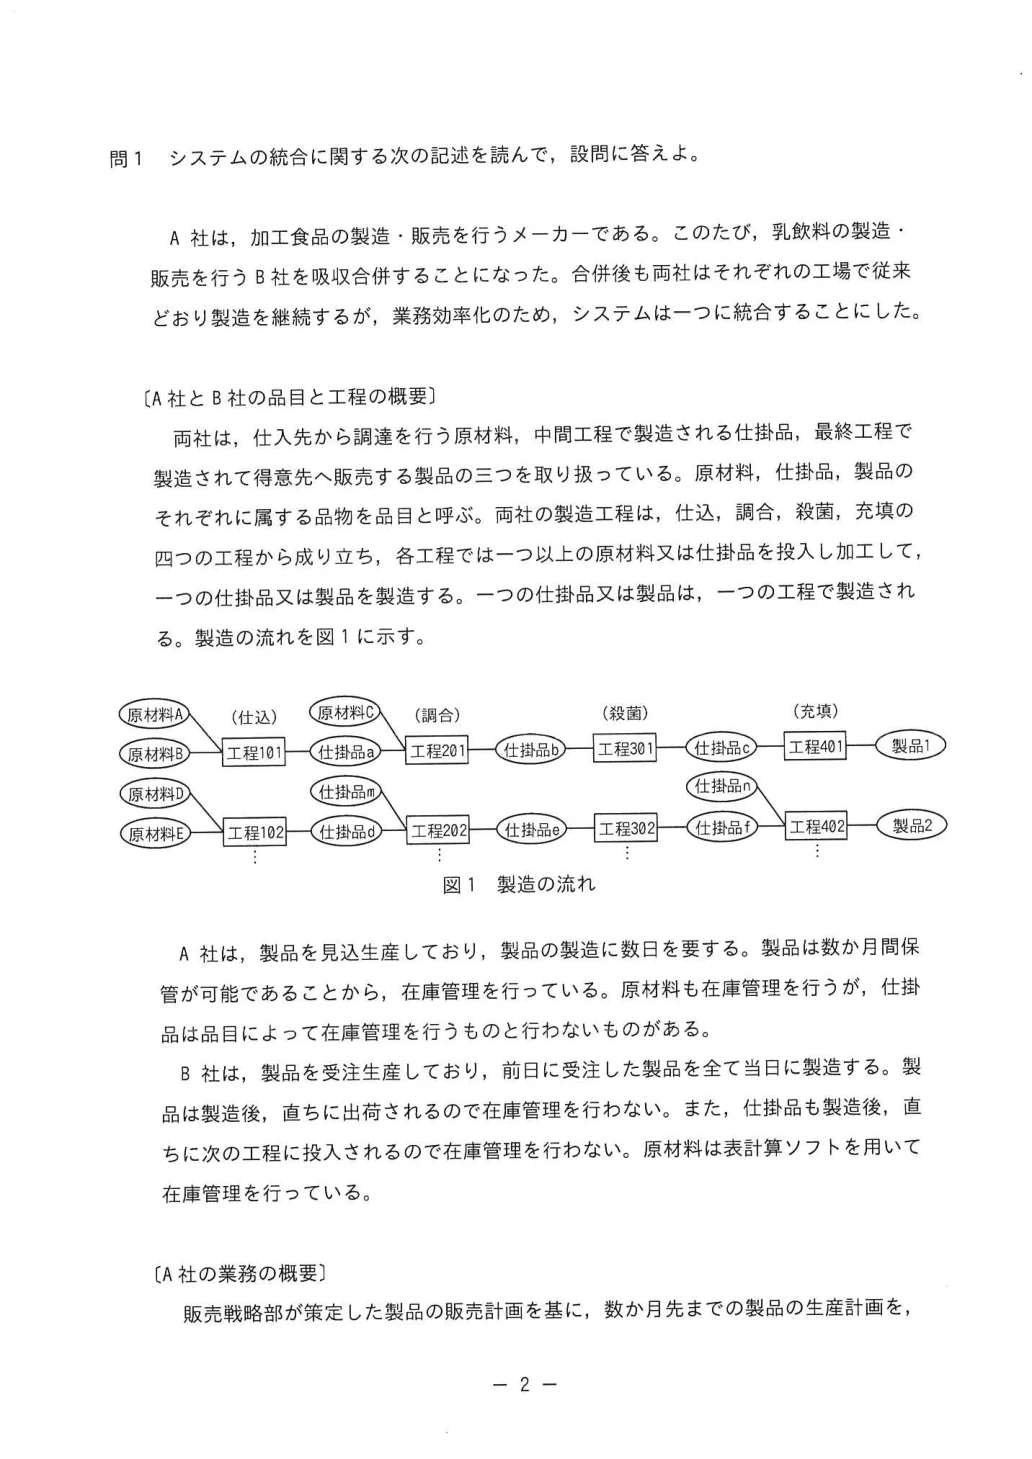 問1　システムの統合に関する次の記述を読んで，設問に答えよ。
A 社は，加工食品の製造・販売を行うメーカーである。このたび，乳飲料の製造・
販売を行う B 社を吸収合併することになった。合併後も両社はそれぞれの工場で従来
どおり製造を継続するが，業務効率化のため，システムは一つに統合することにした。
〔A 社と B 社の品目と工程の概要〕
両社は，仕入先から調達を行う原材料，中間工程で製造される仕掛品，最終工程で
製造されて得意先へ販売する製品の三つを取り扱っている。原材料，仕掛品，製品の
それぞれに属する品物を品目と呼ぶ。両社の製造工程は，仕込，調合，殺菌，充填の
四つの工程から成り立ち，各工程では一つ以上の原材料又は仕掛品を投入し加工して，
一つの仕掛品又は製品を製造する。一つの仕掛品又は製品は，一つの工程で製造され
る。製造の流れを図 1 に示す。
原材料A （仕込） 原材料C （調合） （殺菌） （充填）
原材料B 工程101 仕掛品a 工程201 仕掛品b 工程301 仕掛品c 工程401 製品1
原材料D 仕掛品m 仕掛品n
原材料E 工程102 仕掛品d 工程202 仕掛品e 工程302 仕掛品f 工程402 製品2
⋮ ⋮ ⋮ ⋮
図 1　製造の流れ
A 社は，製品を見込生産しており，製品の製造に数日を要する。製品は数か月間保
管が可能であることから，在庫管理を行っている。原材料も在庫管理を行うが，仕掛
品は品目によって在庫管理を行うものと行わないものがある。
B 社は，製品を受注生産しており，前日に受注した製品を全て当日に製造する。製
品は製造後，直ちに出荷されるので在庫管理を行わない。また，仕掛品も製造後，直
ちに次の工程に投入されるので在庫管理を行わない。原材料は表計算ソフトを用いて
在庫管理を行っている。
〔A 社の業務の概要〕
販売戦略部が策定した製品の販売計画を基に，数か月先までの製品の生産計画を，
－ 2 －